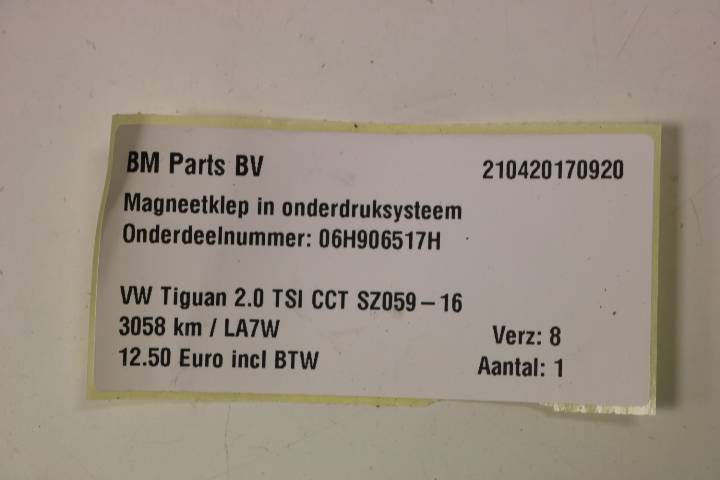 BM Parts BV 210420170920
Magneetklep in onderdruksysteem
Onderdeelnummer: 06H906517H
VW Tiguan 2.0 TSI CCT SZ059-16
3058 km / LA7W Verz: 8
12.50 Euro incl BTW Aantal: 1